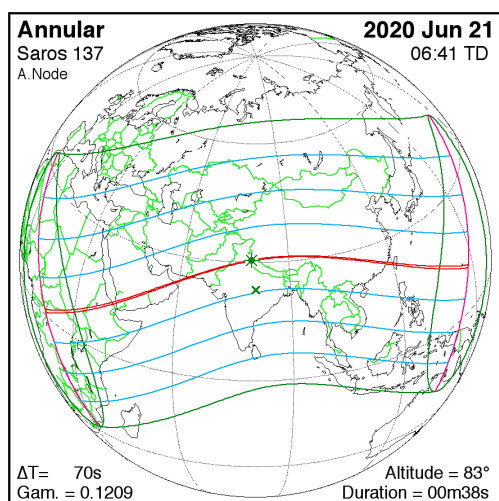 Annular
2020 Jun 21
Saros 137
06:41 TD
A.Node
ΔT= 70s
Altitude = 83°
Gam. = 0.1209
Duration = 00m38s